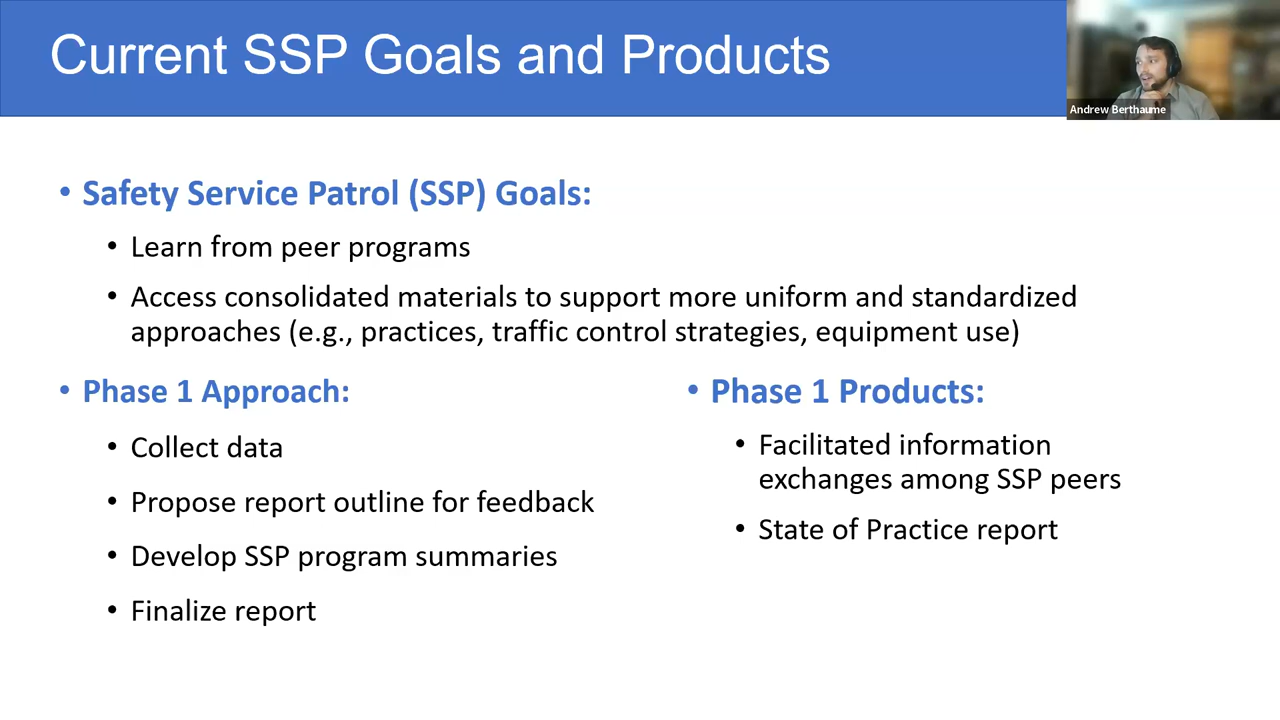 Current SSP Goals and Products
Andrew Berthaume
• Safety Service Patrol (SSP) Goals:
• Learn from peer programs
• Access consolidated materials to support more uniform and standardized
approaches (e.g., practices, traffic control strategies, equipment use)
• Phase 1 Approach:
• Collect data
• Propose report outline for feedback
• Develop SSP program summaries
• Finalize report
• Phase 1 Products:
• Facilitated information
exchanges among SSP peers
• State of Practice report